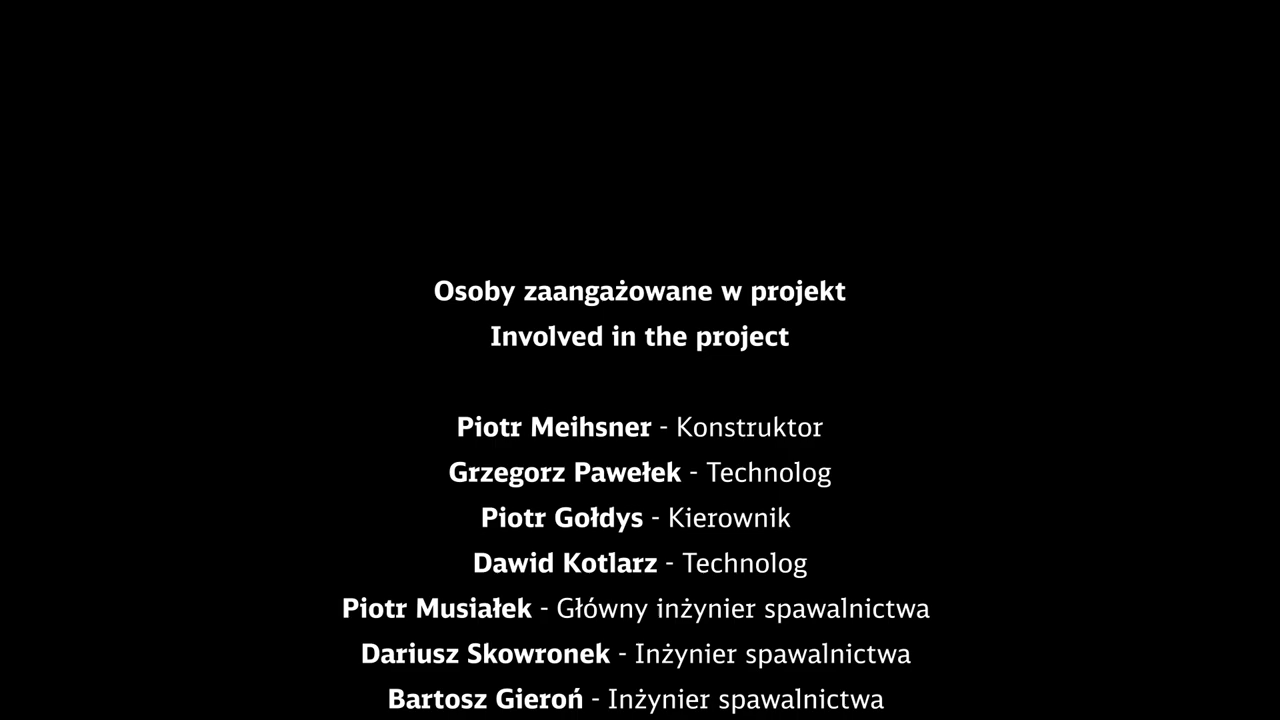 Osoby zaangażowane w projekt
Involved in the project
Piotr Meihsner - Konstruktor
Grzegorz Pawełek - Technolog
Piotr Gołdys - Kierownik
Dawid Kotlarz - Technolog
Piotr Musiałek - Główny inżynier spawalnictwa
Dariusz Skowronek - Inżynier spawalnictwa
Bartosz Gieroń - Inżynier spawalnictwa